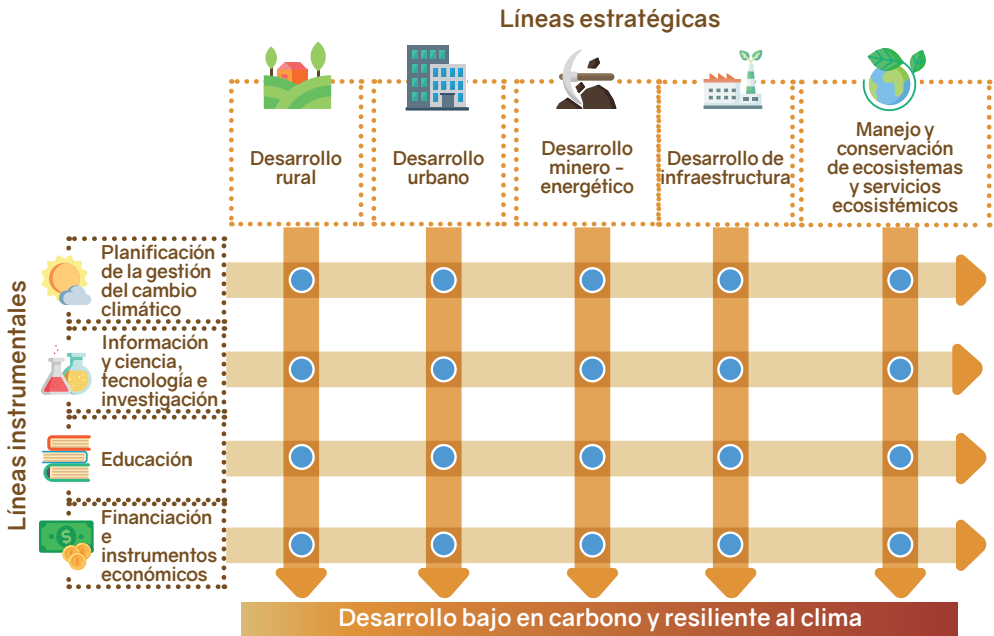 Líneas estratégicas
Desarrollo
rural
Desarrollo
urbano
Desarrollo
minero -
energético
Desarrollo de
infraestructura
Manejo y
conservación
de ecosistemas
y servicios
ecosistémicos
Líneas instrumentales
Planificación
de la gestión
del cambio
climático
Información
y ciencia,
tecnología e
investigación
Educación
Financiación
e
instrumentos
económicos
$
Desarrollo bajo en carbono y resiliente al clima